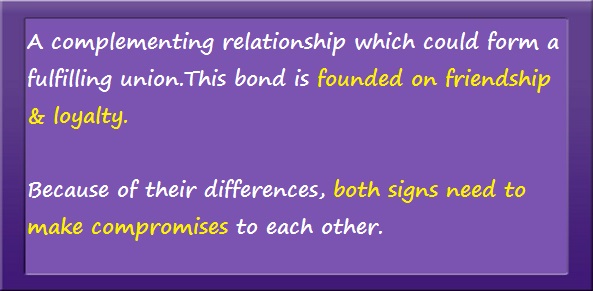 A complementing relationship which could form a
fulfilling union.This bond is founded on friendship
& loyalty.
Because of their differences, both signs need to
make compromises to each other.